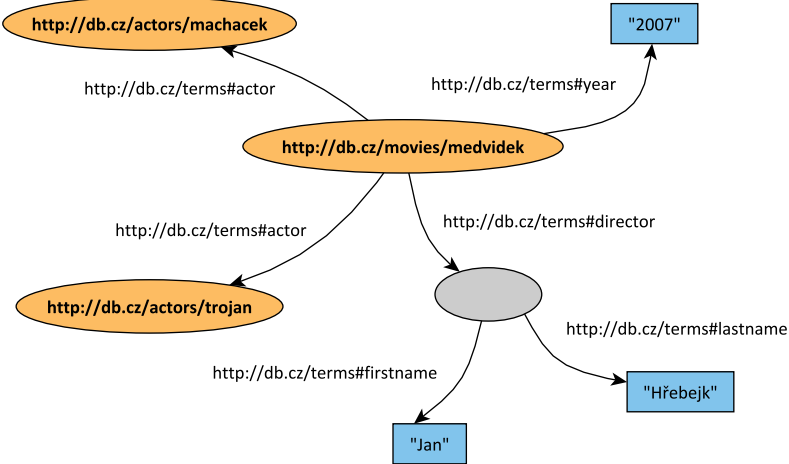 http://db.cz/actors/machacek
"2007"
http://db.cz/terms#actor
http://db.cz/terms#year
http://db.cz/movies/medvidek
http://db.cz/terms#actor
http://db.cz/terms#director
http://db.cz/actors/trojan
http://db.cz/terms#lastname
http://db.cz/terms#firstname
"Hřebejk"
"Jan"